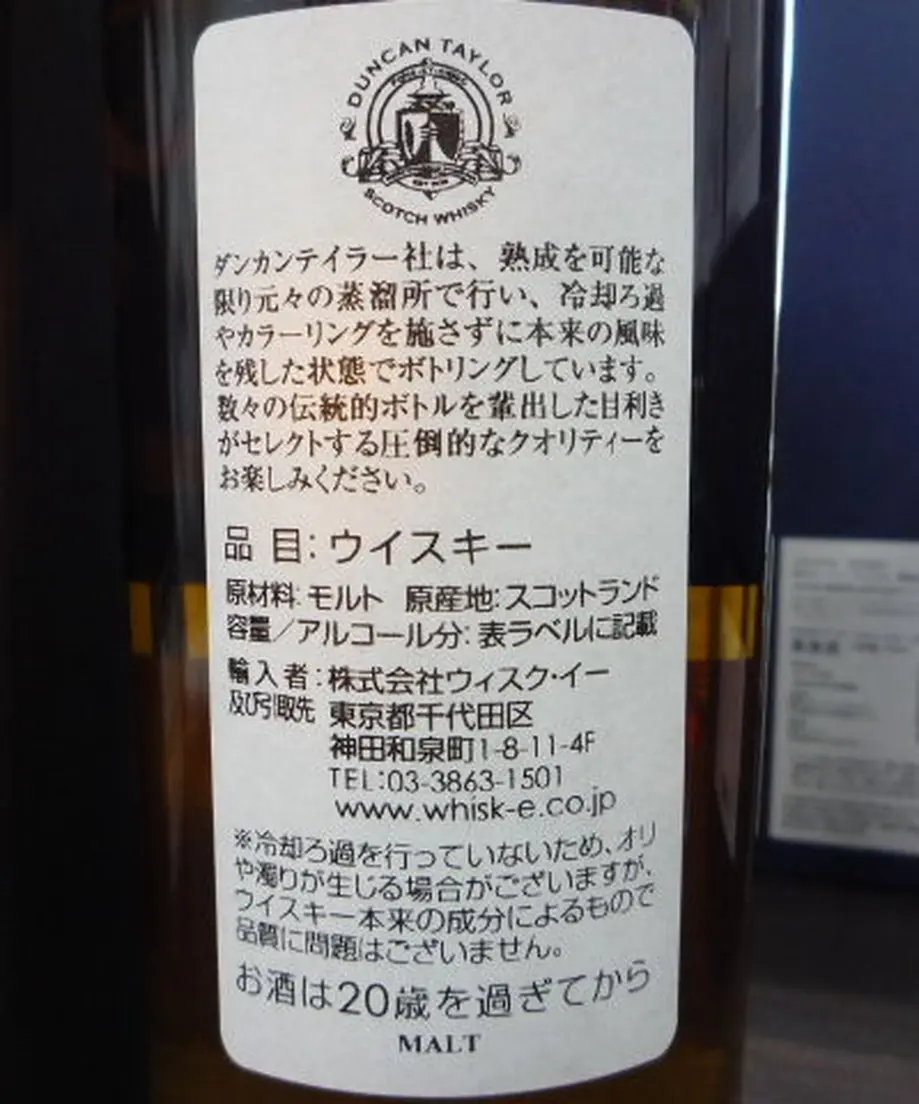 DUNCAN TAYLOR
SCOTCH WHISKY
ダンカンテイラー社は、熟成を可能な
限り元々の蒸溜所で行い、冷却ろ過
やカラーリングを施さずに本来の風味
を残した状態でボトリングしています。
数々の伝統的ボトルを輩出した目利き
がセレクトする圧倒的なクオリティーを
お楽しみください。
品 目：ウイスキー
原材料：モルト 原産地：スコットランド
容量／アルコール分：表ラベルに記載
輸入者：株式会社ウィスク・イー
及び引取先 東京都千代田区
神田和泉町1-8-11-4F
TEL：03-3863-1501
www.whisk-e.co.jp
※冷却ろ過を行っていないため、オリ
や濁りが生じる場合がございますが、
ウイスキー本来の成分によるもので
品質に問題はございません。
お酒は20歳を過ぎてから
MALT